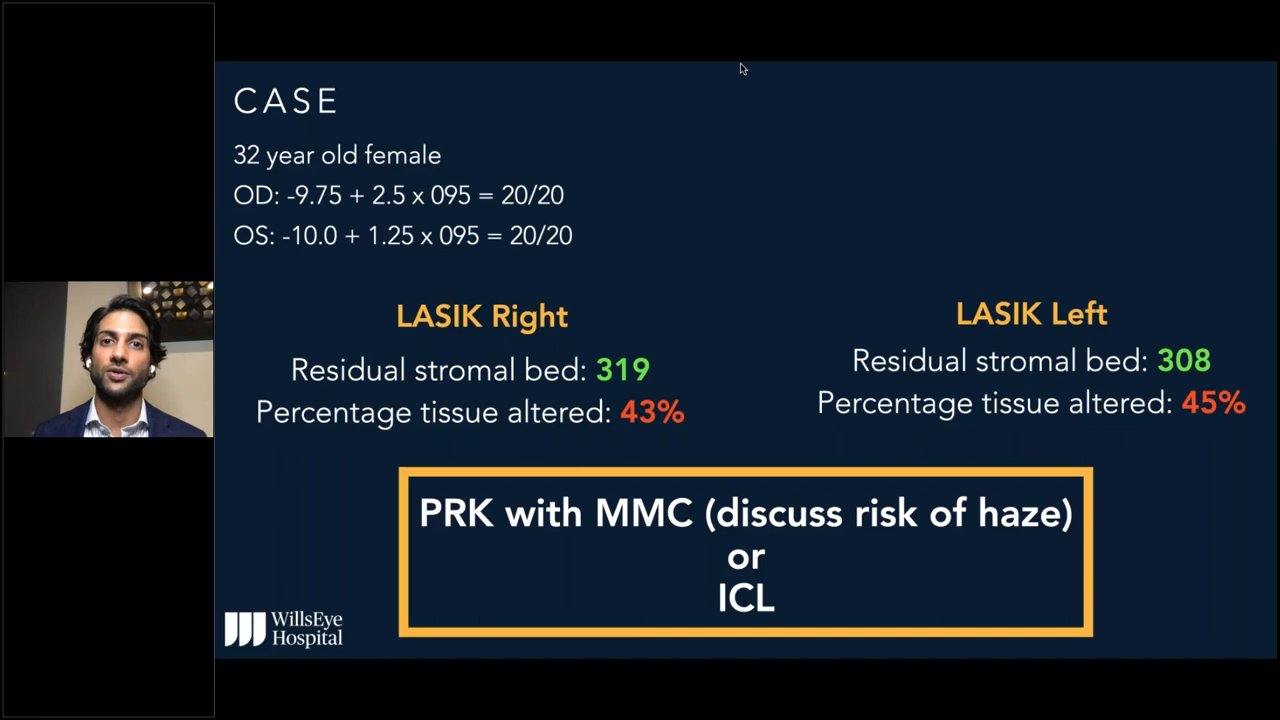 CASE
32 year old female
OD: -9.75 + 2.5 x 095 = 20/20
OS: -10.0 + 1.25 x 095 = 20/20
LASIK Right
Residual stromal bed: 319
Percentage tissue altered: 43%
LASIK Left
Residual stromal bed: 308
Percentage tissue altered: 45%
PRK with MMC (discuss risk of haze)
or
ICL
WillsEye
Hospital